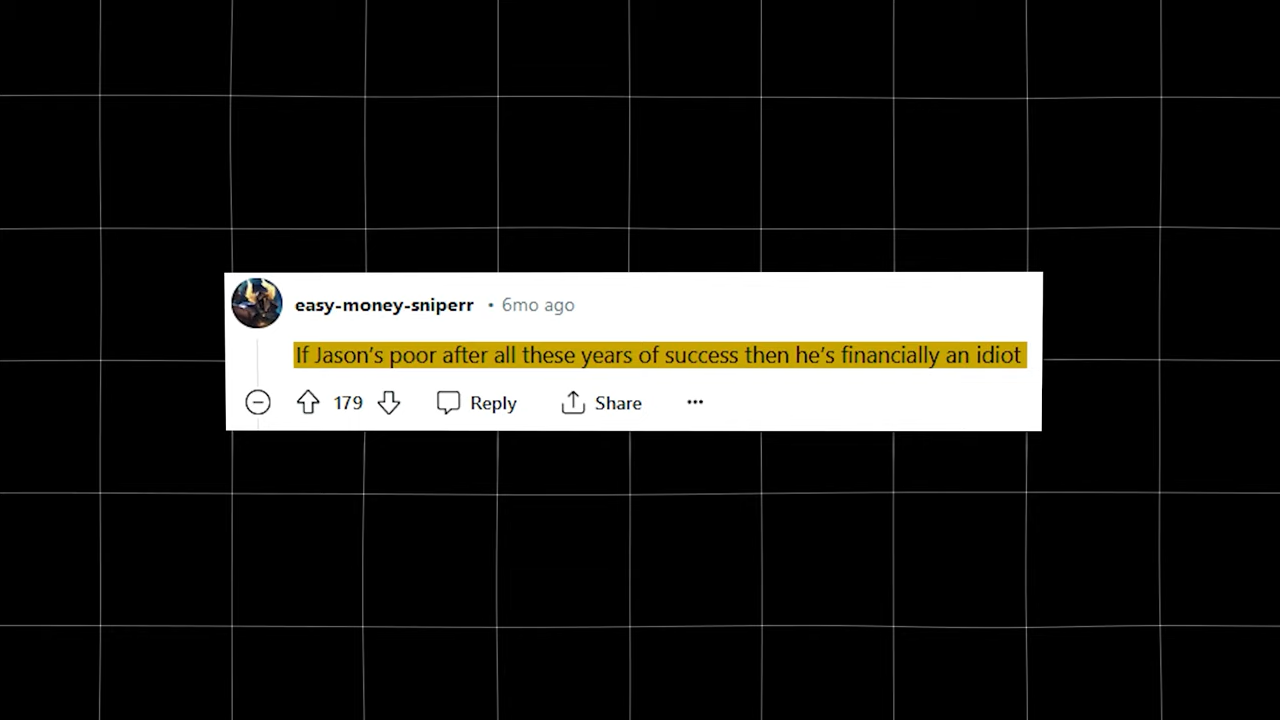 easy-money-sniperr • 6mo ago
If Jason's poor after all these years of success then he's financially an idiot
179 Reply Share ···